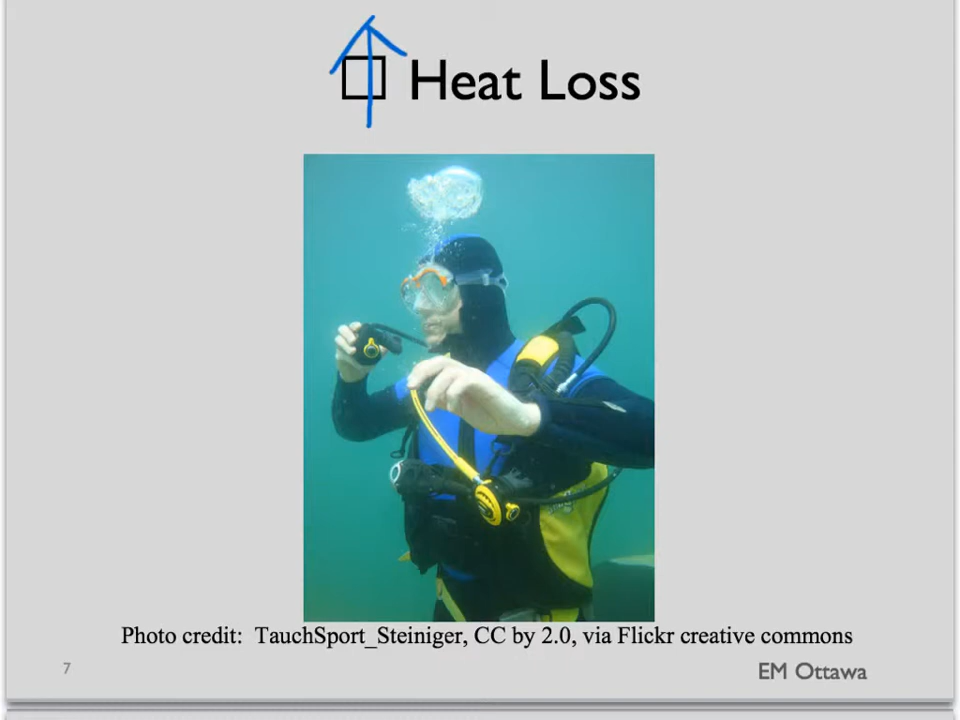 Heat Loss
Photo credit: TauchSport_Steiniger, CC by 2.0, via Flickr creative commons
7
EM Ottawa